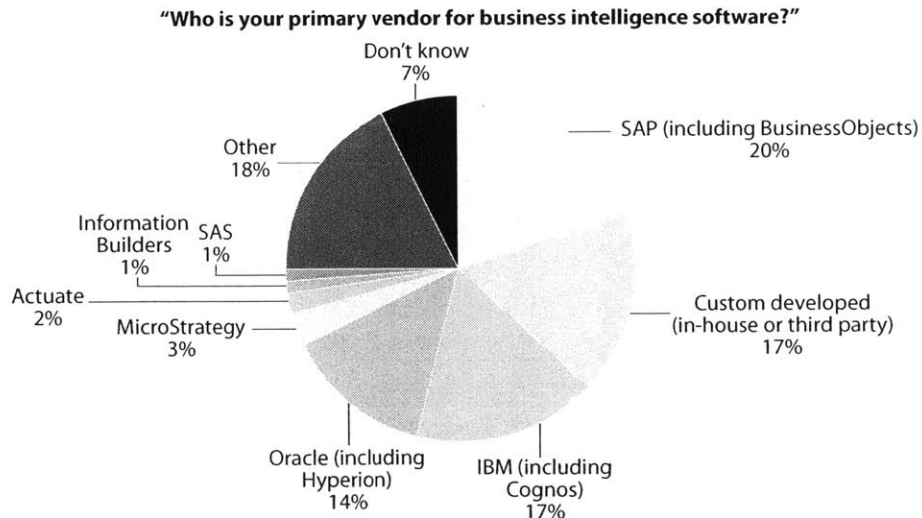 “Who is your primary vendor for business intelligence software?”
Don’t know
7%
SAP (including BusinessObjects)
20%
Other
18%
Information
Builders
1%
SAS
1%
Actuate
2%
MicroStrategy
3%
Custom developed
(in-house or third party)
17%
Oracle (including
Hyperion)
14%
IBM (including
Cognos)
17%